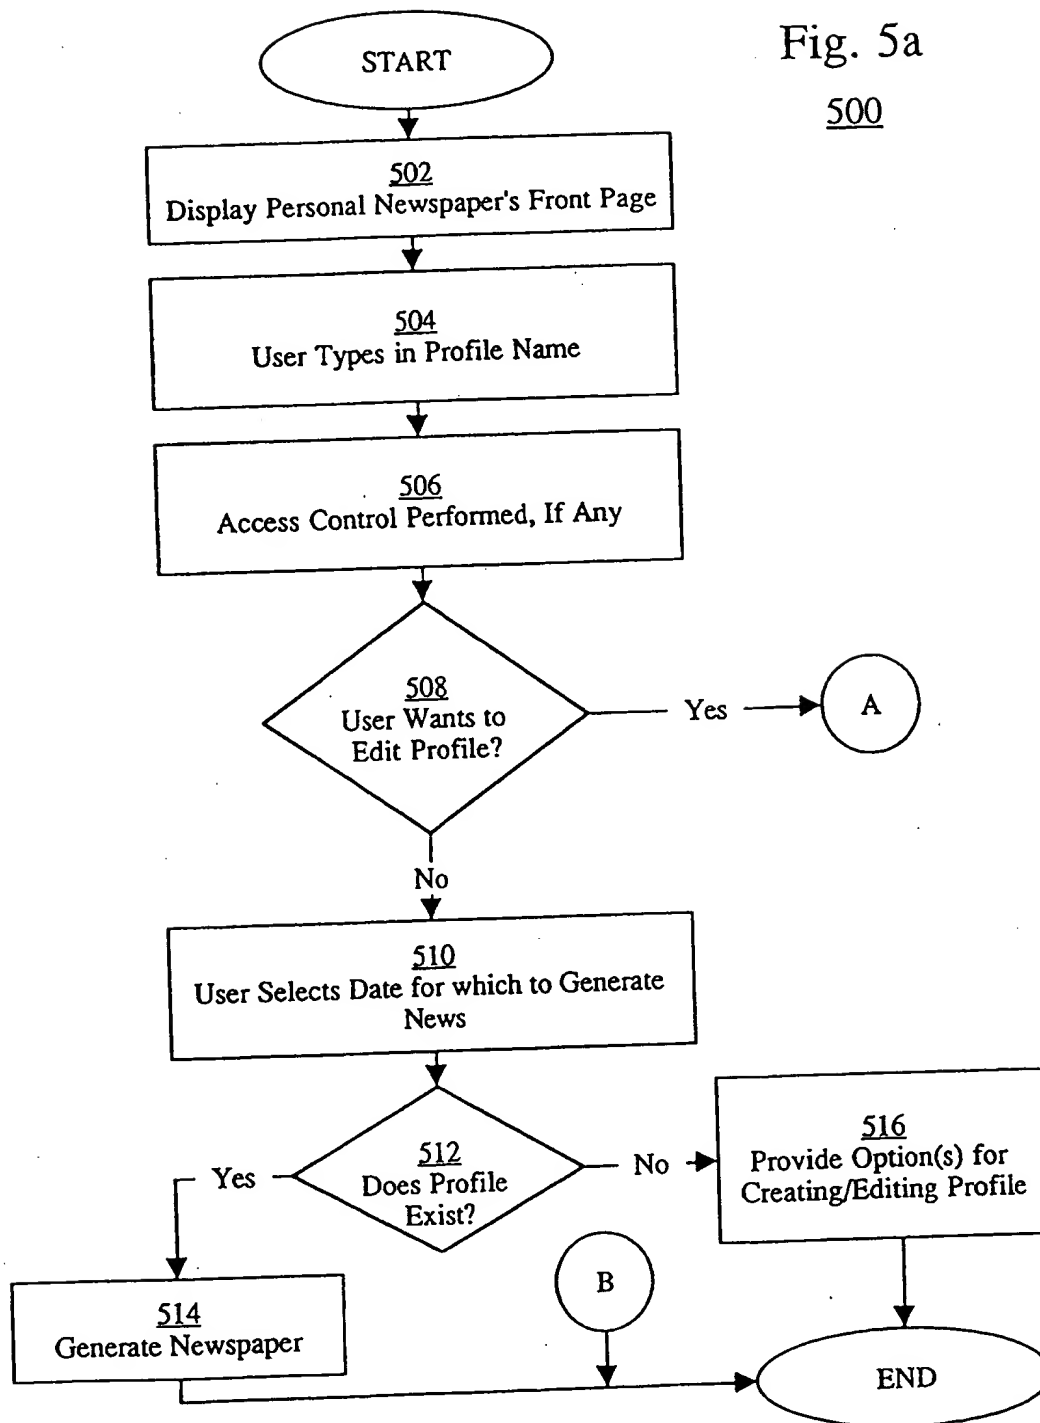 Fig. 5a
500
START
502
Display Personal Newspaper's Front Page
504
User Types in Profile Name
506
Access Control Performed, If Any
508
User Wants to
Edit Profile?
Yes
A
No
510
User Selects Date for which to Generate
News
512
Does Profile
Exist?
Yes
No
516
Provide Option(s) for
Creating/Editing Profile
514
Generate Newspaper
B
END